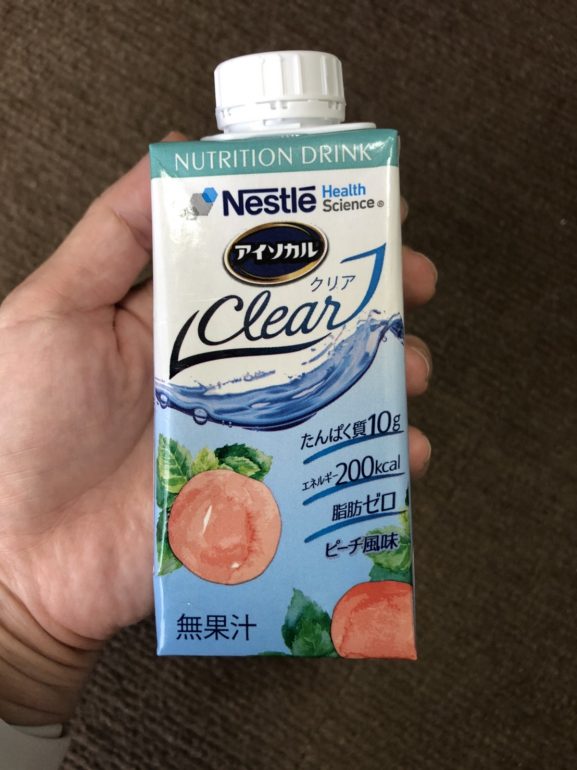 NUTRITION DRINK
Nestlé Health Science®
アイソカル
クリア
Clear
たんぱく質10g
エネルギー200kcal
脂肪ゼロ
ピーチ風味
無果汁